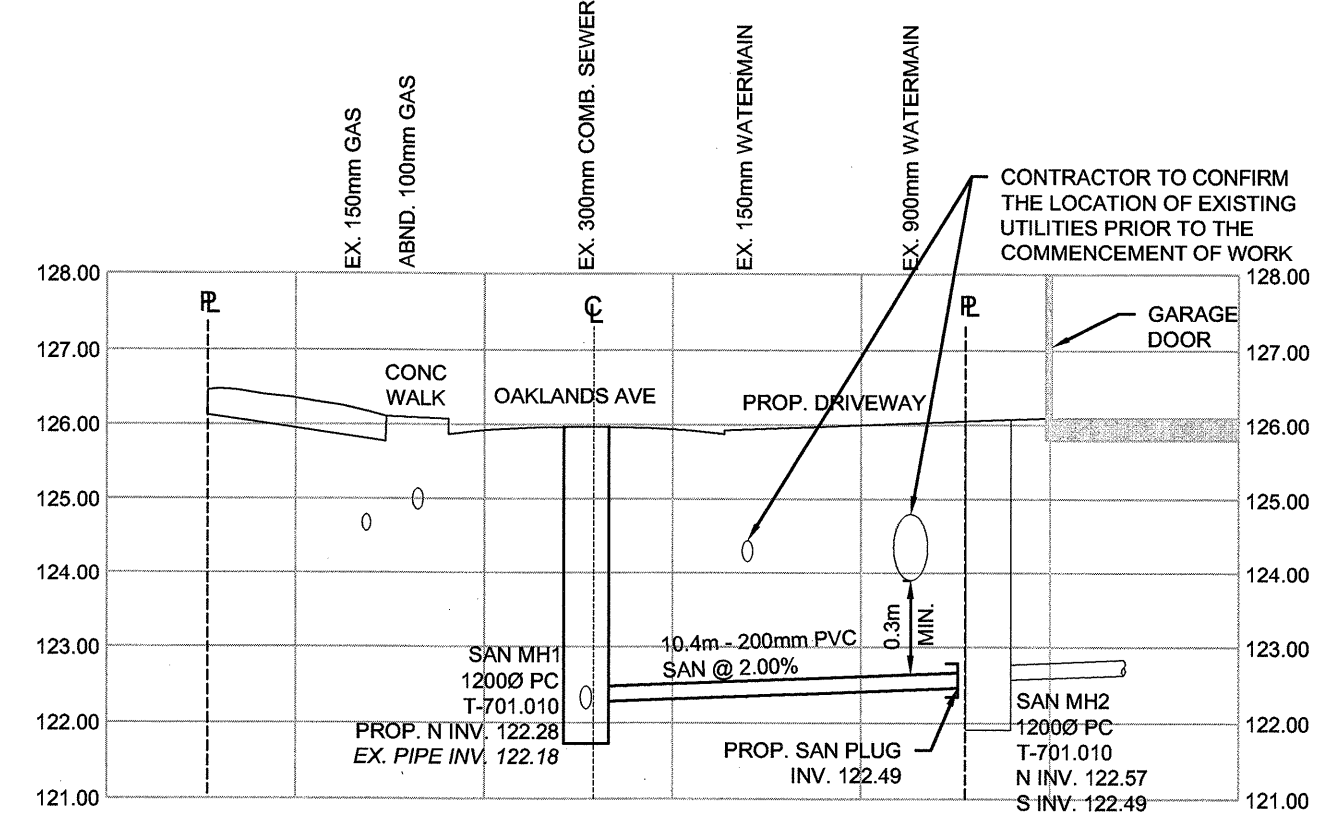 EX. 150mm GAS
ABND. 100mm GAS
EX. 300mm COMB. SEWER
EX. 150mm WATERMAIN
EX. 900mm WATERMAIN
CONTRACTOR TO CONFIRM
THE LOCATION OF EXISTING
UTILITIES PRIOR TO THE
COMMENCEMENT OF WORK
128.00
128.00
PL
CL
PL
GARAGE
DOOR
127.00
127.00
CONC
WALK
OAKLANDS AVE
PROP. DRIVEWAY
126.00
126.00
125.00
125.00
124.00
124.00
0.3m
MIN.
123.00
123.00
10.4m - 200mm PVC
SAN @ 2.00%
SAN MH1
1200Ø PC
T-701.010
PROP. N INV. 122.28
EX. PIPE INV. 122.18
122.00
122.00
PROP. SAN PLUG
INV. 122.49
SAN MH2
1200Ø PC
T-701.010
N INV. 122.57
S INV. 122.49
121.00
121.00